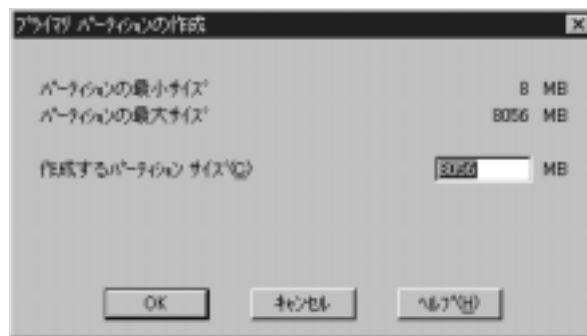 プライマリ パーティションの作成
パーティションの最小サイズ 8 MB
パーティションの最大サイズ 8056 MB
作成するパーティション サイズ(C) 8056 MB
OK キャンセル ヘルプ(H)